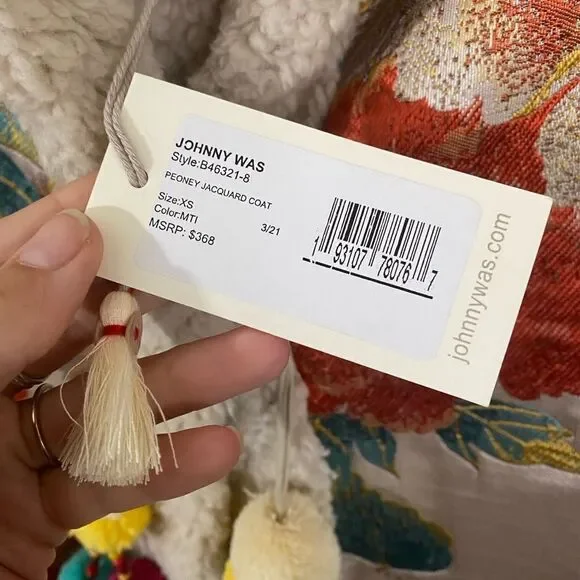 JOHNNY WAS
Style:B46321-8
PEONEY JACQUARD COAT
Size:XS
Color:MTI 3/21
MSRP: $368
1 93107 78076 7
johnnywas.com